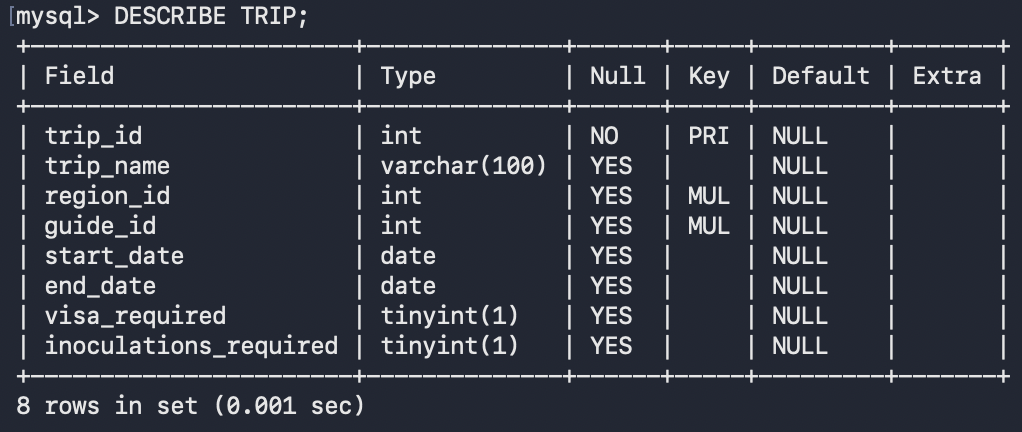 [mysql> DESCRIBE TRIP;
+-----------------------+--------------+------+-----+---------+-------+
| Field                 | Type         | Null | Key | Default | Extra |
+-----------------------+--------------+------+-----+---------+-------+
| trip_id               | int          | NO   | PRI | NULL    |       |
| trip_name             | varchar(100) | YES  |     | NULL    |       |
| region_id             | int          | YES  | MUL | NULL    |       |
| guide_id              | int          | YES  | MUL | NULL    |       |
| start_date            | date         | YES  |     | NULL    |       |
| end_date              | date         | YES  |     | NULL    |       |
| visa_required         | tinyint(1)   | YES  |     | NULL    |       |
| inoculations_required | tinyint(1)   | YES  |     | NULL    |       |
+-----------------------+--------------+------+-----+---------+-------+
8 rows in set (0.001 sec)